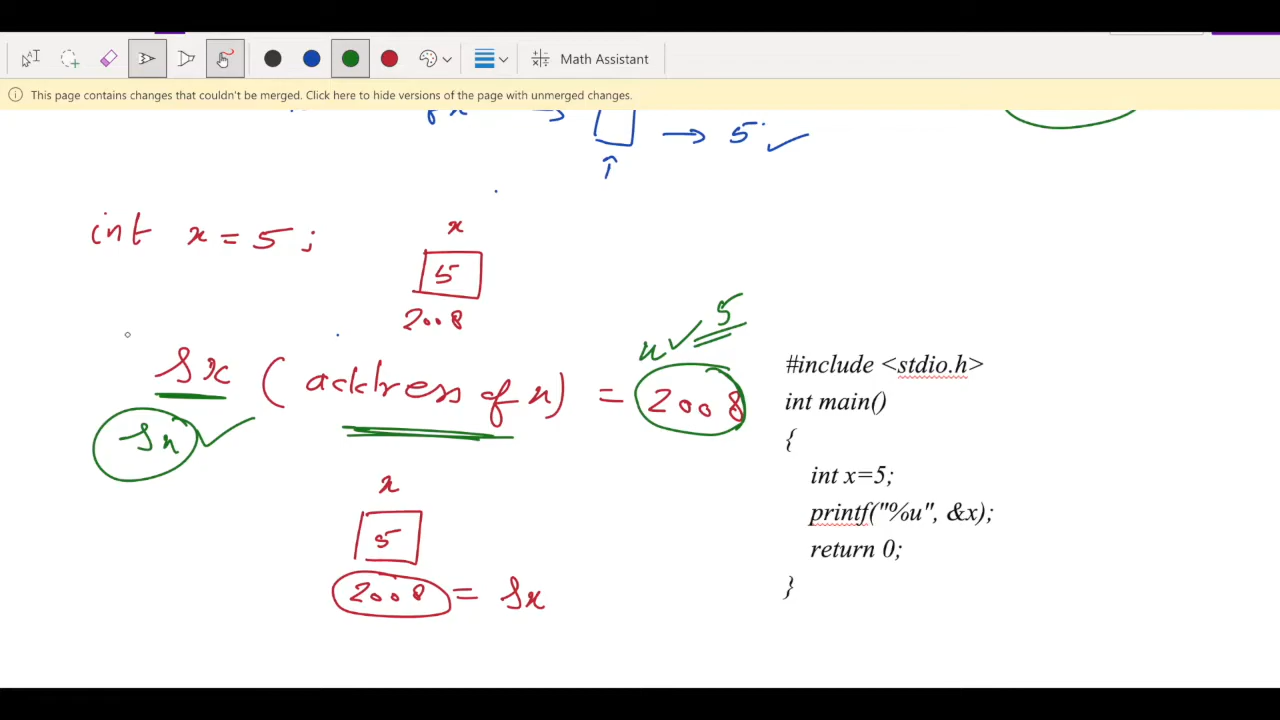 Math Assistant
This page contains changes that couldn't be merged. Click here to hide versions of the page with unmerged changes.
→ 5
int x = 5 ;
x
5
2008
&x ( address of x ) = 2008
x 5
&x
x
5
2008 = &x
#include <stdio.h>
int main()
{
int x=5;
printf("%u", &x);
return 0;
}